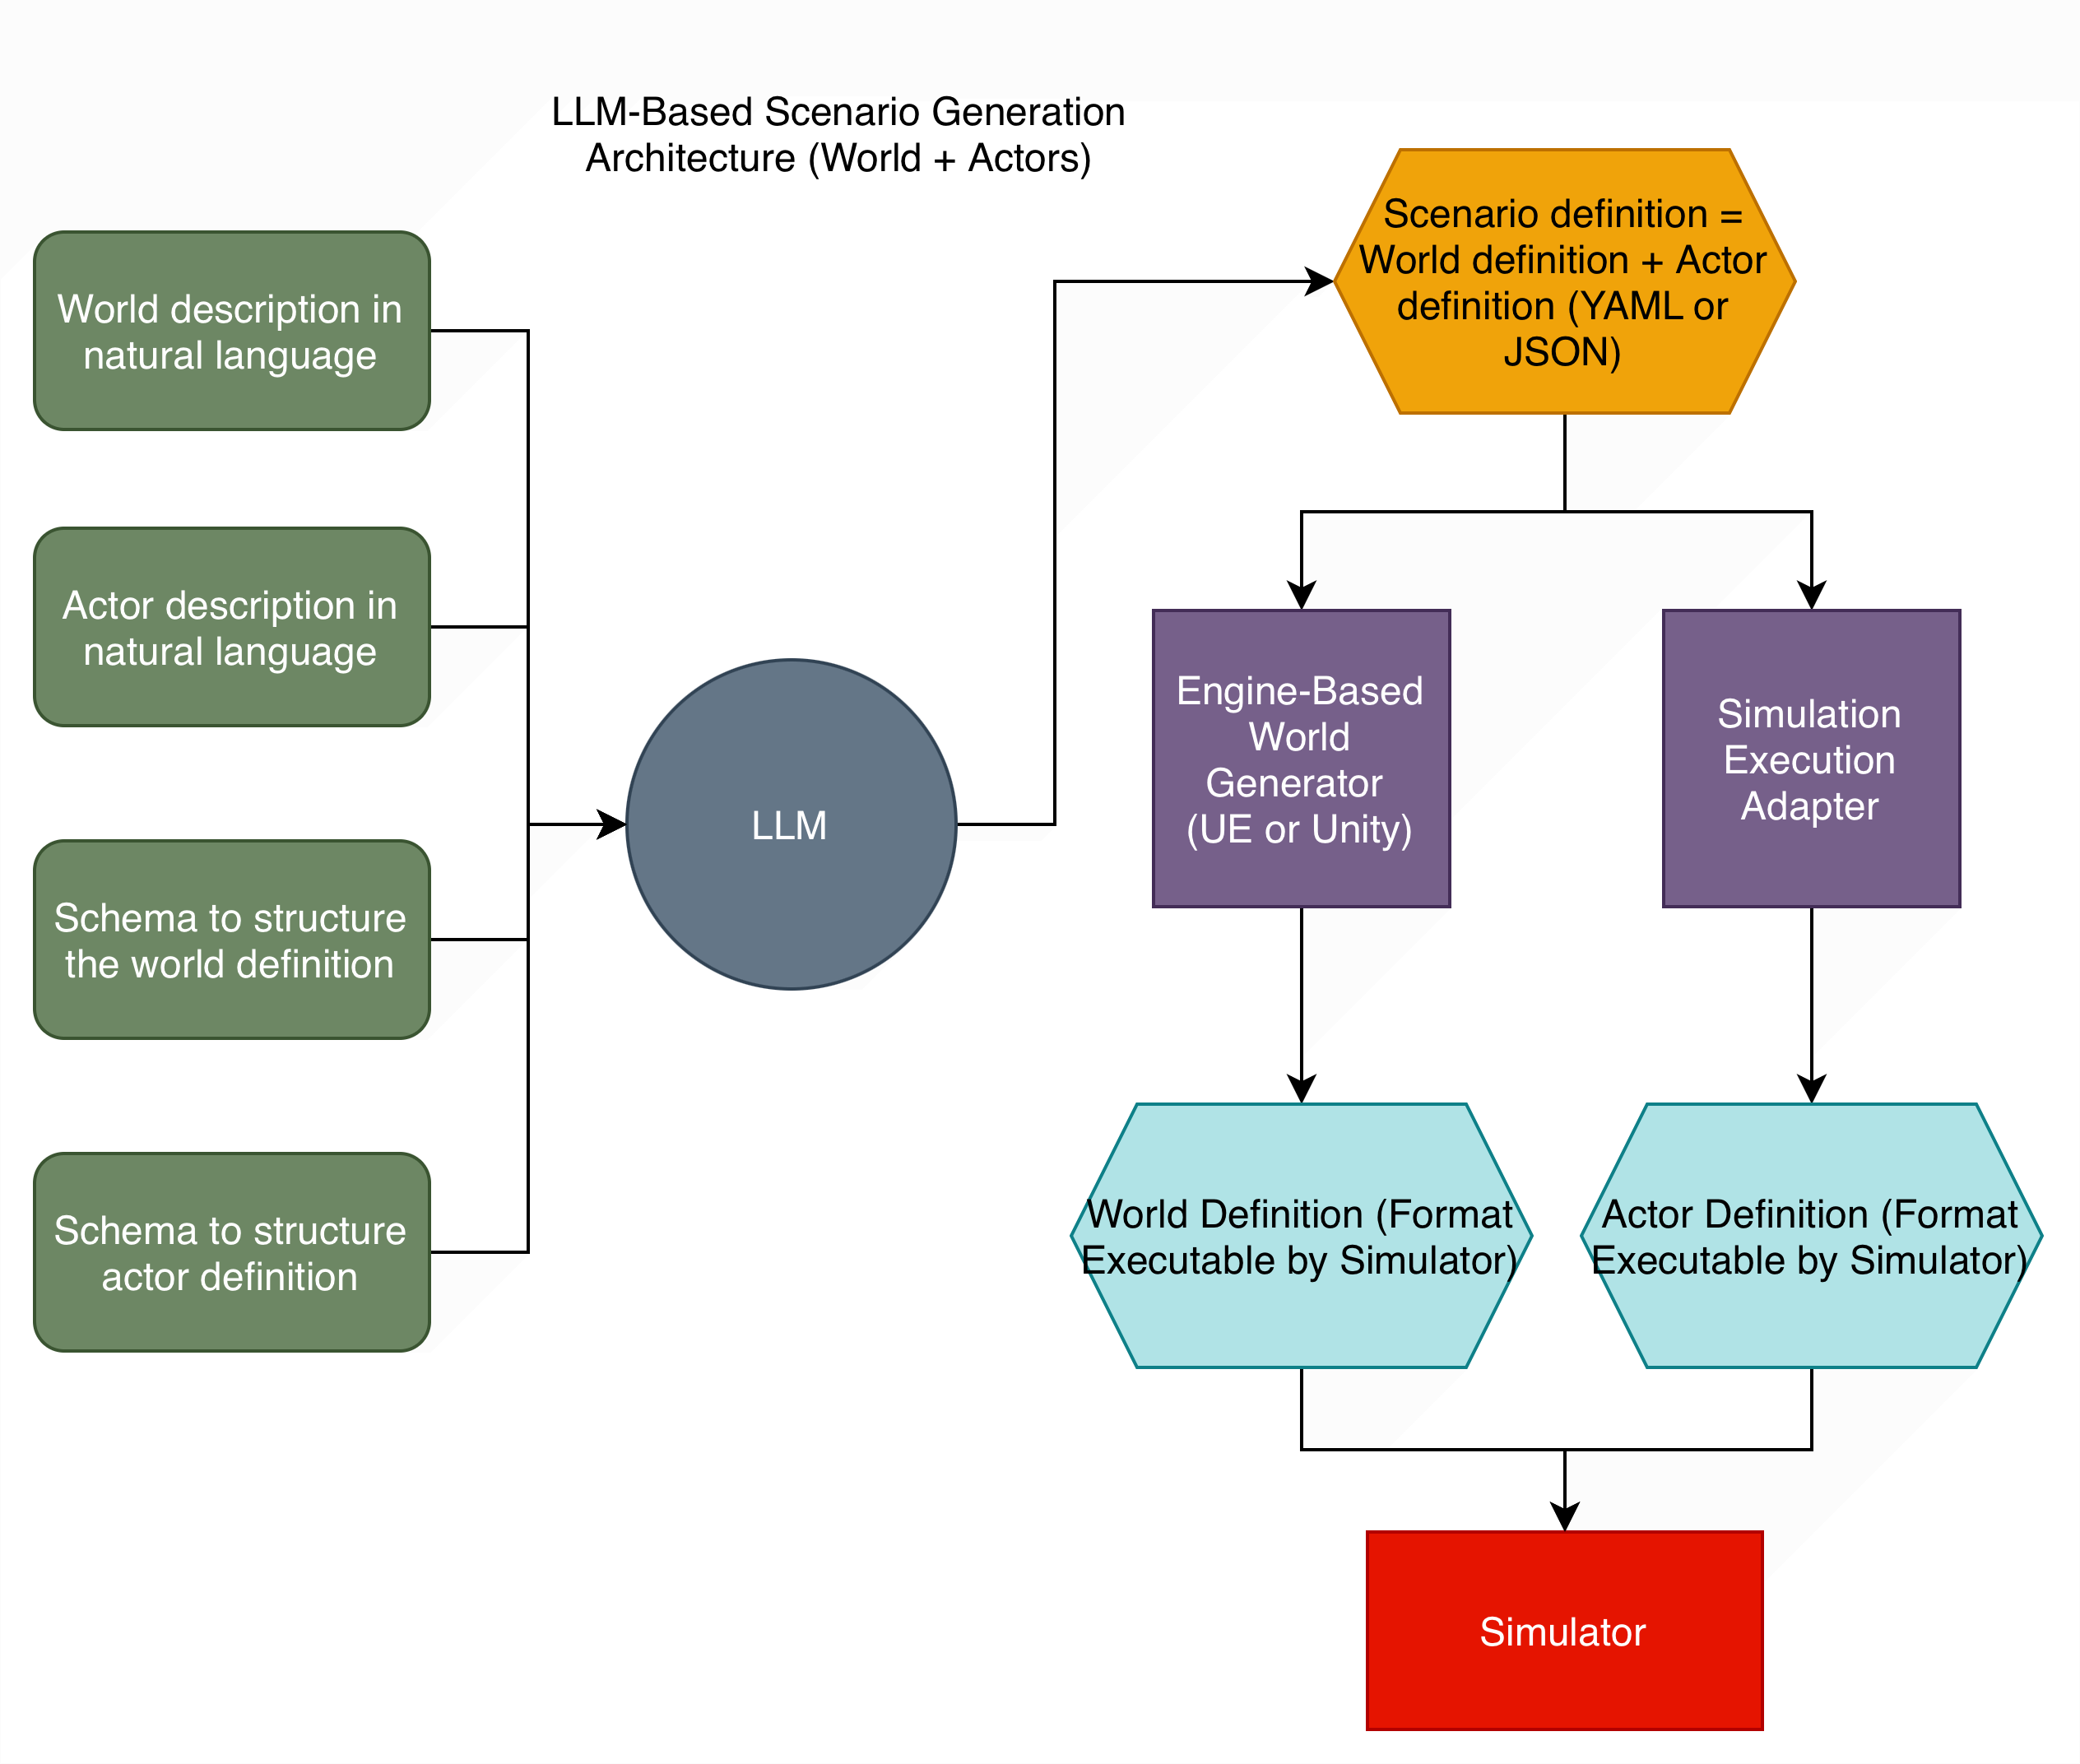 LLM-Based Scenario Generation
Architecture (World + Actors)
World description in
natural language
Actor description in
natural language
Schema to structure
the world definition
Schema to structure
actor definition
LLM
Scenario definition =
World definition + Actor
definition (YAML or
JSON)
Engine-Based
World
Generator
(UE or Unity)
Simulation
Execution
Adapter
World Definition (Format
Executable by Simulator)
Actor Definition (Format
Executable by Simulator)
Simulator